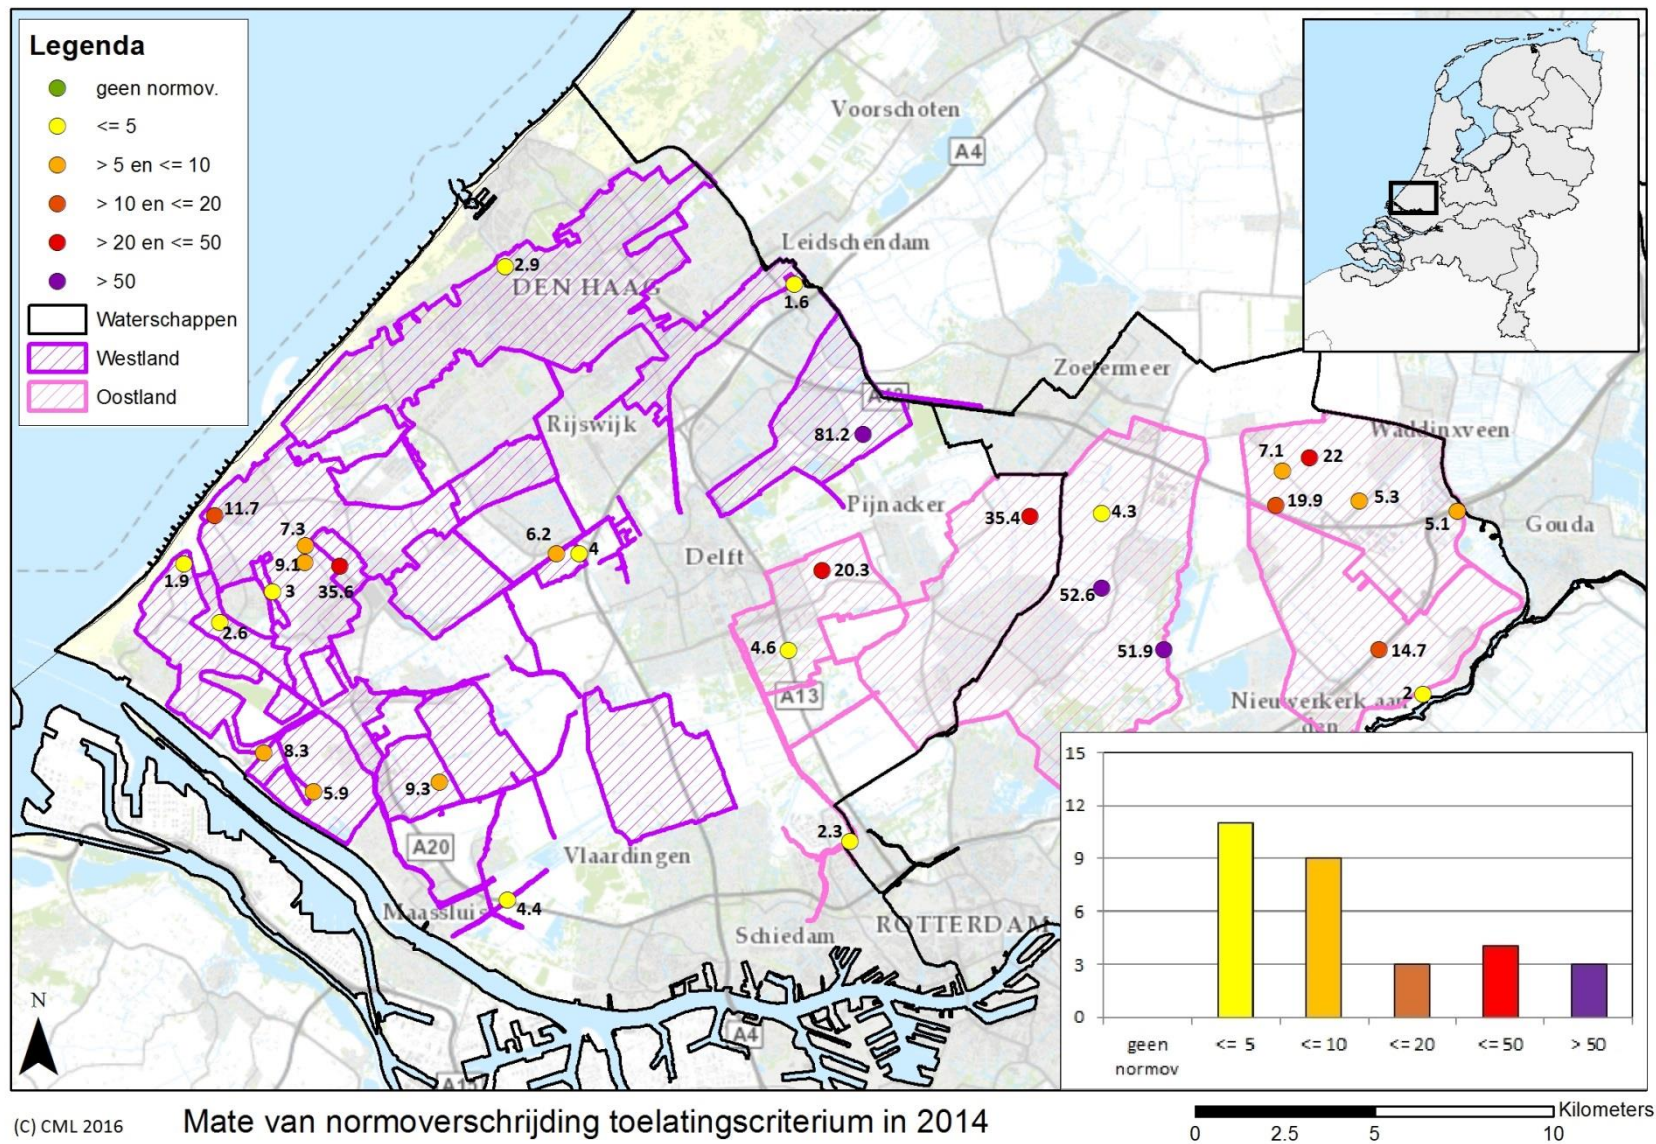 Legenda
geen normov.
<= 5
> 5 en <= 10
> 10 en <= 20
> 20 en <= 50
> 50
Waterschappen
Westland
Oostland
Voorschoten
A4
Leidschendam
2.9
DEN HAAG
1.6
Zoetermeer
Rijswijk
81.2
Waddinxveen
7.1
22
19.9
5.3
5.1
Gouda
11.7
7.3
9.1
35.6
1.9
3
2.6
6.2
4
Delft
Pijnacker
35.4
4.3
20.3
52.6
4.6
51.9
14.7
2
A13
Nieuwerkerk aan
den
8.3
5.9
9.3
2.3
A20
Vlaardingen
4.4
Maassluis
Schiedam
ROTTERDAM
A4
N
15
12
9
6
3
0
geen
normov
<= 5
<=10
<=20
<=50
> 50
(C) CML 2016
Mate van normoverschrijding toelatingscriterium in 2014
Kilometers
0 2.5 5 10